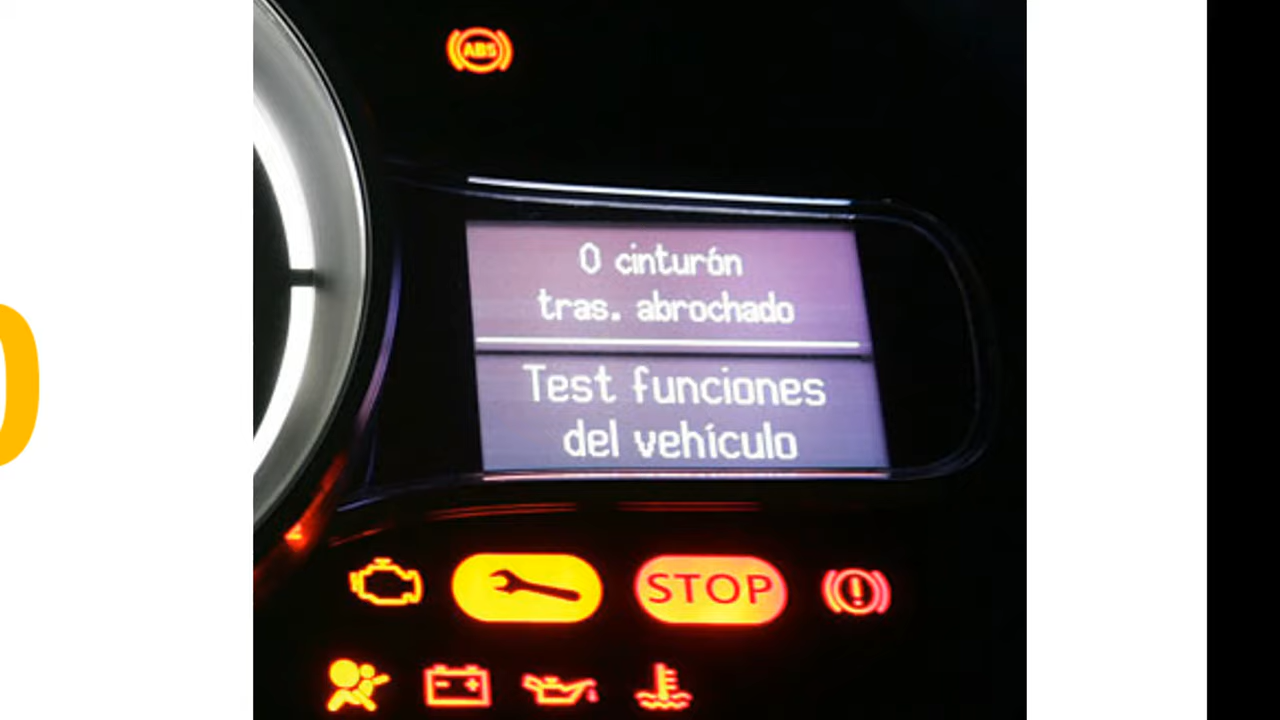 ABS
0 cinturón
tras. abrochado
Test funciones
del vehículo
STOP